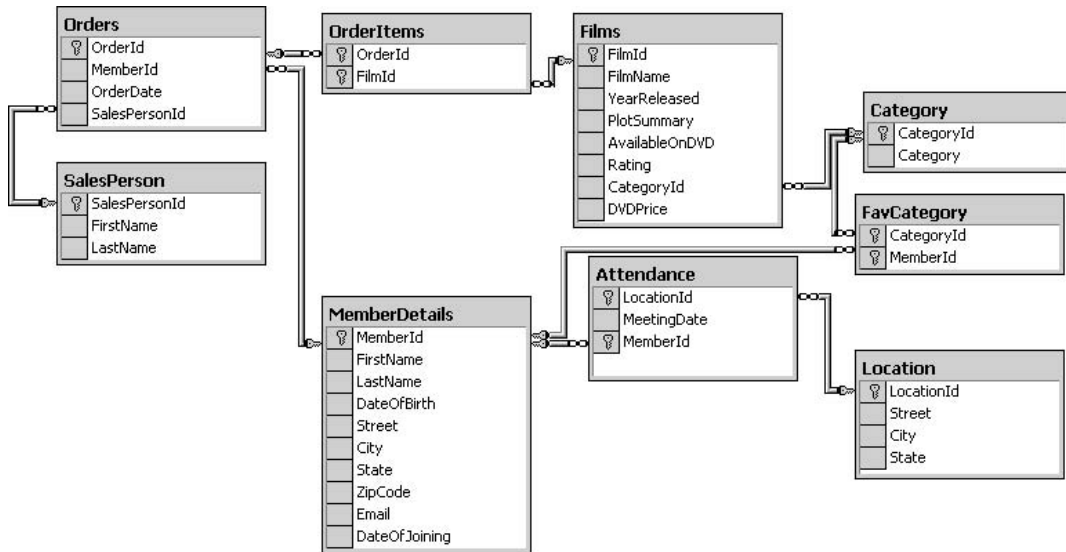 Orders
OrderId
MemberId
OrderDate
SalesPersonId
OrderItems
OrderId
FilmId
Films
FilmId
FilmName
YearReleased
PlotSummary
AvailableOnDVD
Rating
CategoryId
DVDPrice
Category
CategoryId
Category
SalesPerson
SalesPersonId
FirstName
LastName
FavCategory
CategoryId
MemberId
Attendance
LocationId
MeetingDate
MemberId
MemberDetails
MemberId
FirstName
LastName
DateOfBirth
Street
City
State
ZipCode
Email
DateOfJoining
Location
LocationId
Street
City
State